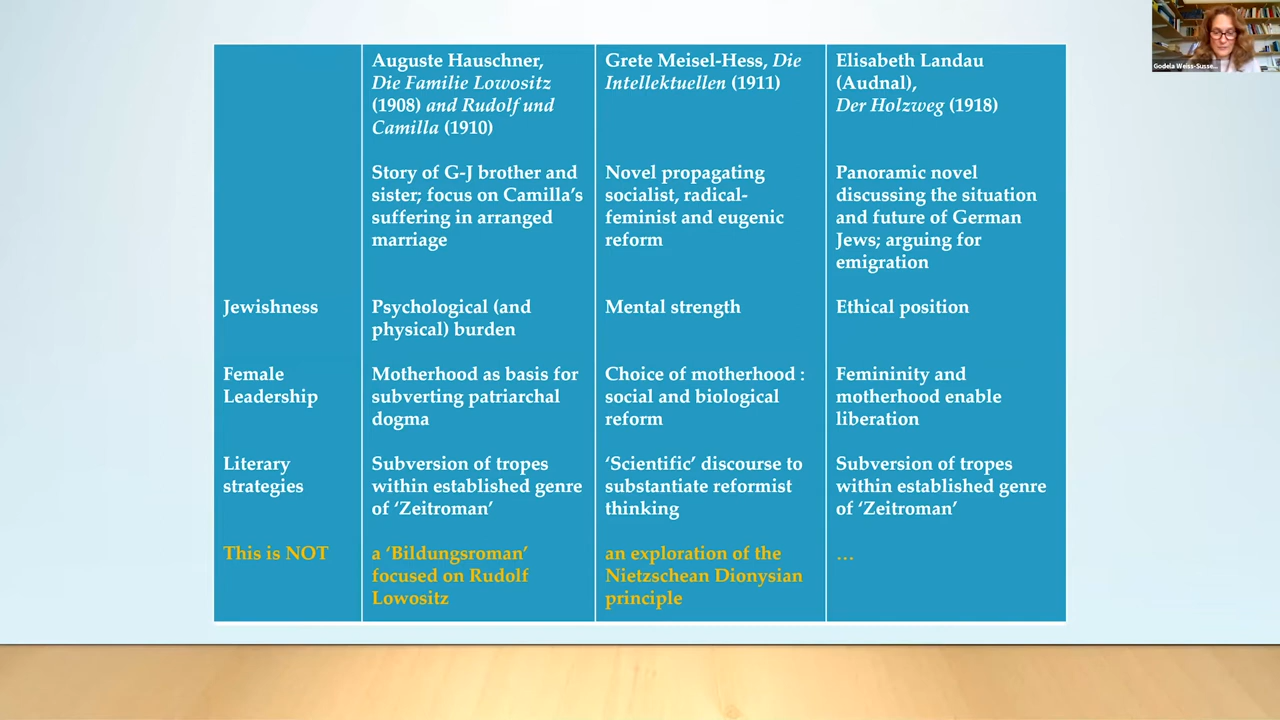 Auguste Hauschner,
Die Familie Lowositz
(1908) and Rudolf und
Camilla (1910)
Story of G-J brother and
sister; focus on Camilla's
suffering in arranged
marriage
Grete Meisel-Hess, Die
Intellektuellen (1911)
Novel propagating
socialist, radical-
feminist and eugenic
reform
Elisabeth Landau
(Audnal),
Der Holzweg (1918)
Panoramic novel
discussing the situation
and future of German
Jews; arguing for
emigration
Jewishness
Psychological (and
physical) burden
Mental strength
Ethical position
Female
Leadership
Motherhood as basis for
subverting patriarchal
dogma
Choice of motherhood :
social and biological
reform
Femininity and
motherhood enable
liberation
Literary
strategies
Subversion of tropes
within established genre
of ‘Zeitroman’
‘Scientific’ discourse to
substantiate reformist
thinking
Subversion of tropes
within established genre
of ‘Zeitroman’
This is NOT
a ‘Bildungsroman’
focused on Rudolf
Lowositz
an exploration of the
Nietzschean Dionysian
principle
...
Godela Weiss-Susse...